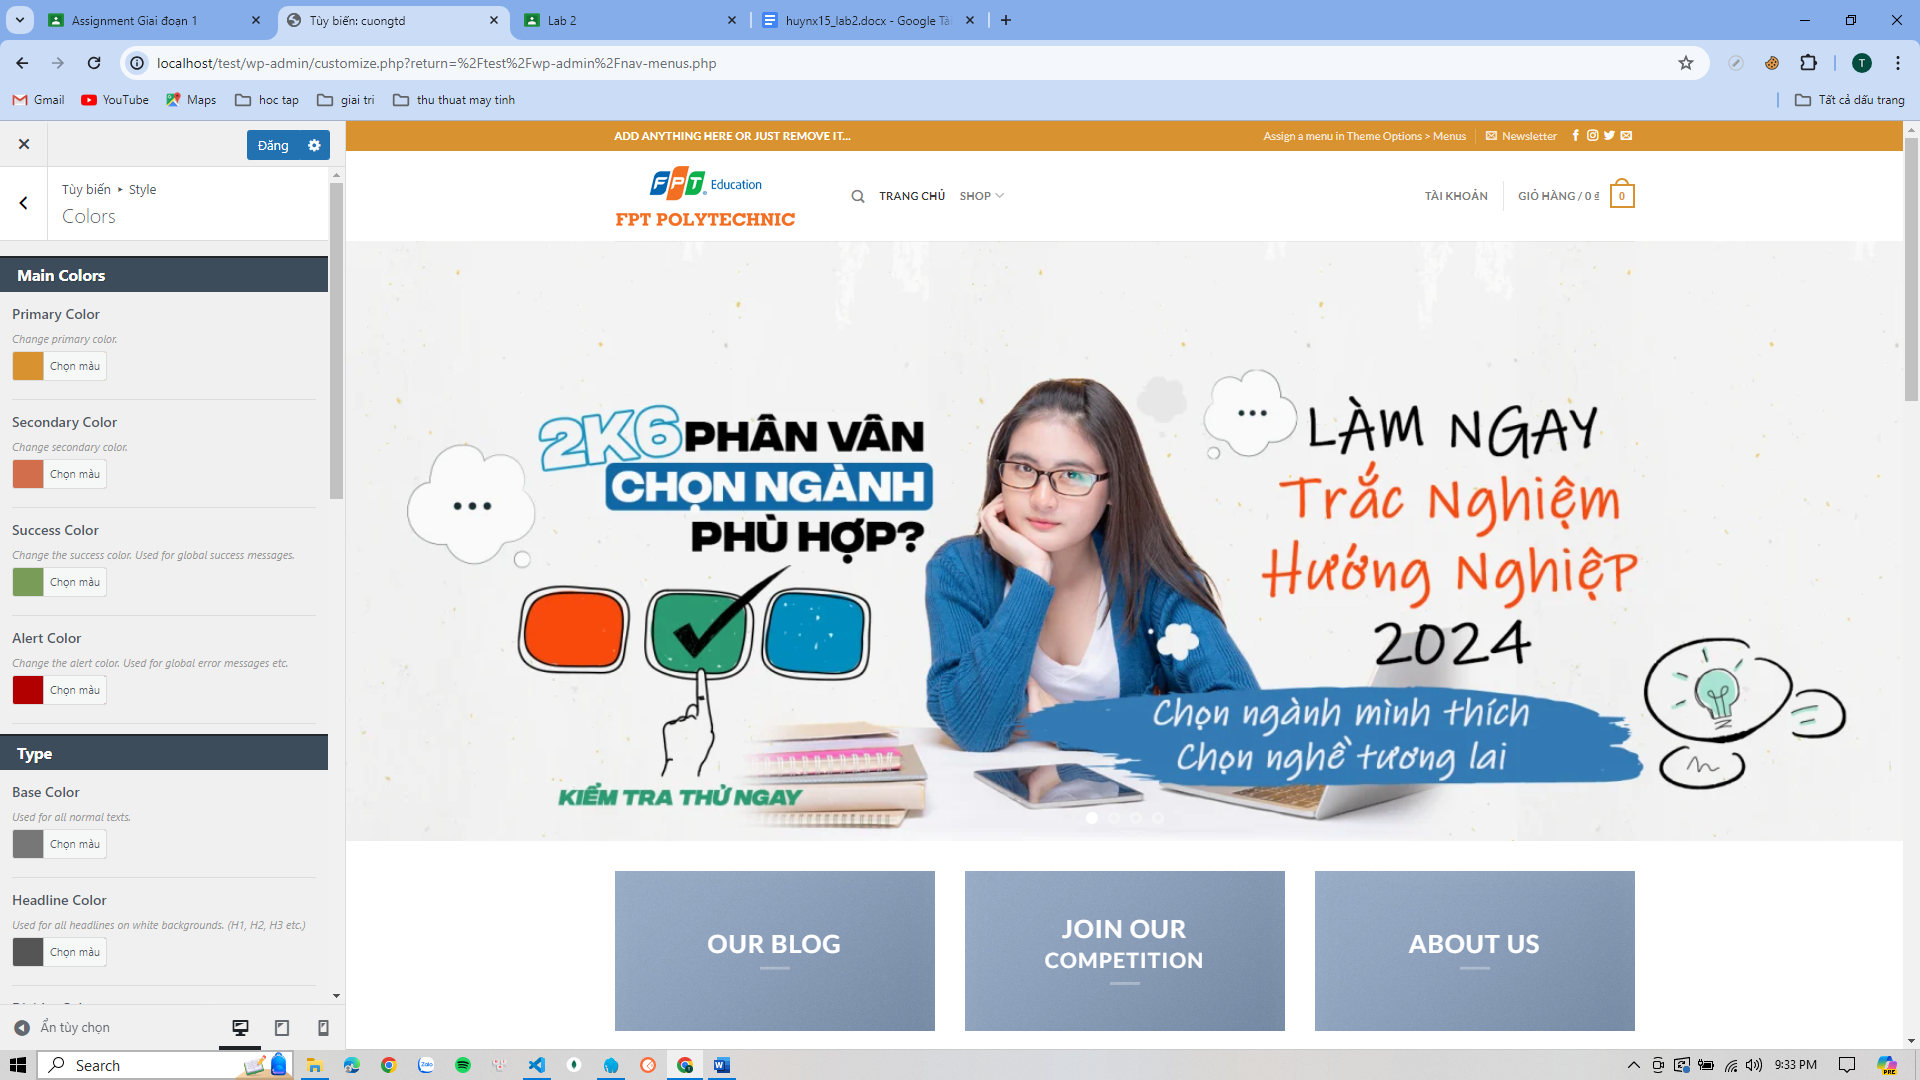 Assignment Giai đoạn 1
Tùy biến: cuongtd
Lab 2
huynx15_lab2.docx - Google Tà
localhost/test/wp-admin/customize.php?return=%2Ftest%2Fwp-admin%2Fnav-menus.php
T
Gmail
YouTube
Maps
hoc tap
giai tri
thu thuat may tinh
Tất cả dấu trang
Đăng
Tùy biến ▸ Style
Colors
Main Colors
Primary Color
Change primary color.
Chọn màu
Secondary Color
Change secondary color.
Chọn màu
Success Color
Change the success color. Used for global success messages.
Chọn màu
Alert Color
Change the alert color. Used for global error messages etc.
Chọn màu
Type
Base Color
Used for all normal texts.
Chọn màu
Headline Color
Used for all headlines on white backgrounds. (H1, H2, H3 etc.)
Chọn màu
Ẩn tùy chọn
ADD ANYTHING HERE OR JUST REMOVE IT...
Assign a menu in Theme Options > Menus
Newsletter
FPT Education
FPT POLYTECHNIC
TRANG CHỦ
SHOP
TÀI KHOẢN
GIỎ HÀNG / 0 ₫
0
2K6 PHÂN VÂN
CHỌN NGÀNH
PHÙ HỢP?
KIỂM TRA THỬ NGAY
LÀM NGAY
Trắc Nghiệm
Hướng Nghiệp
2024
Chọn ngành mình thích
Chọn nghề tương lai
OUR BLOG
JOIN OUR
COMPETITION
ABOUT US
Search
Zalo
9:33 PM
PRE